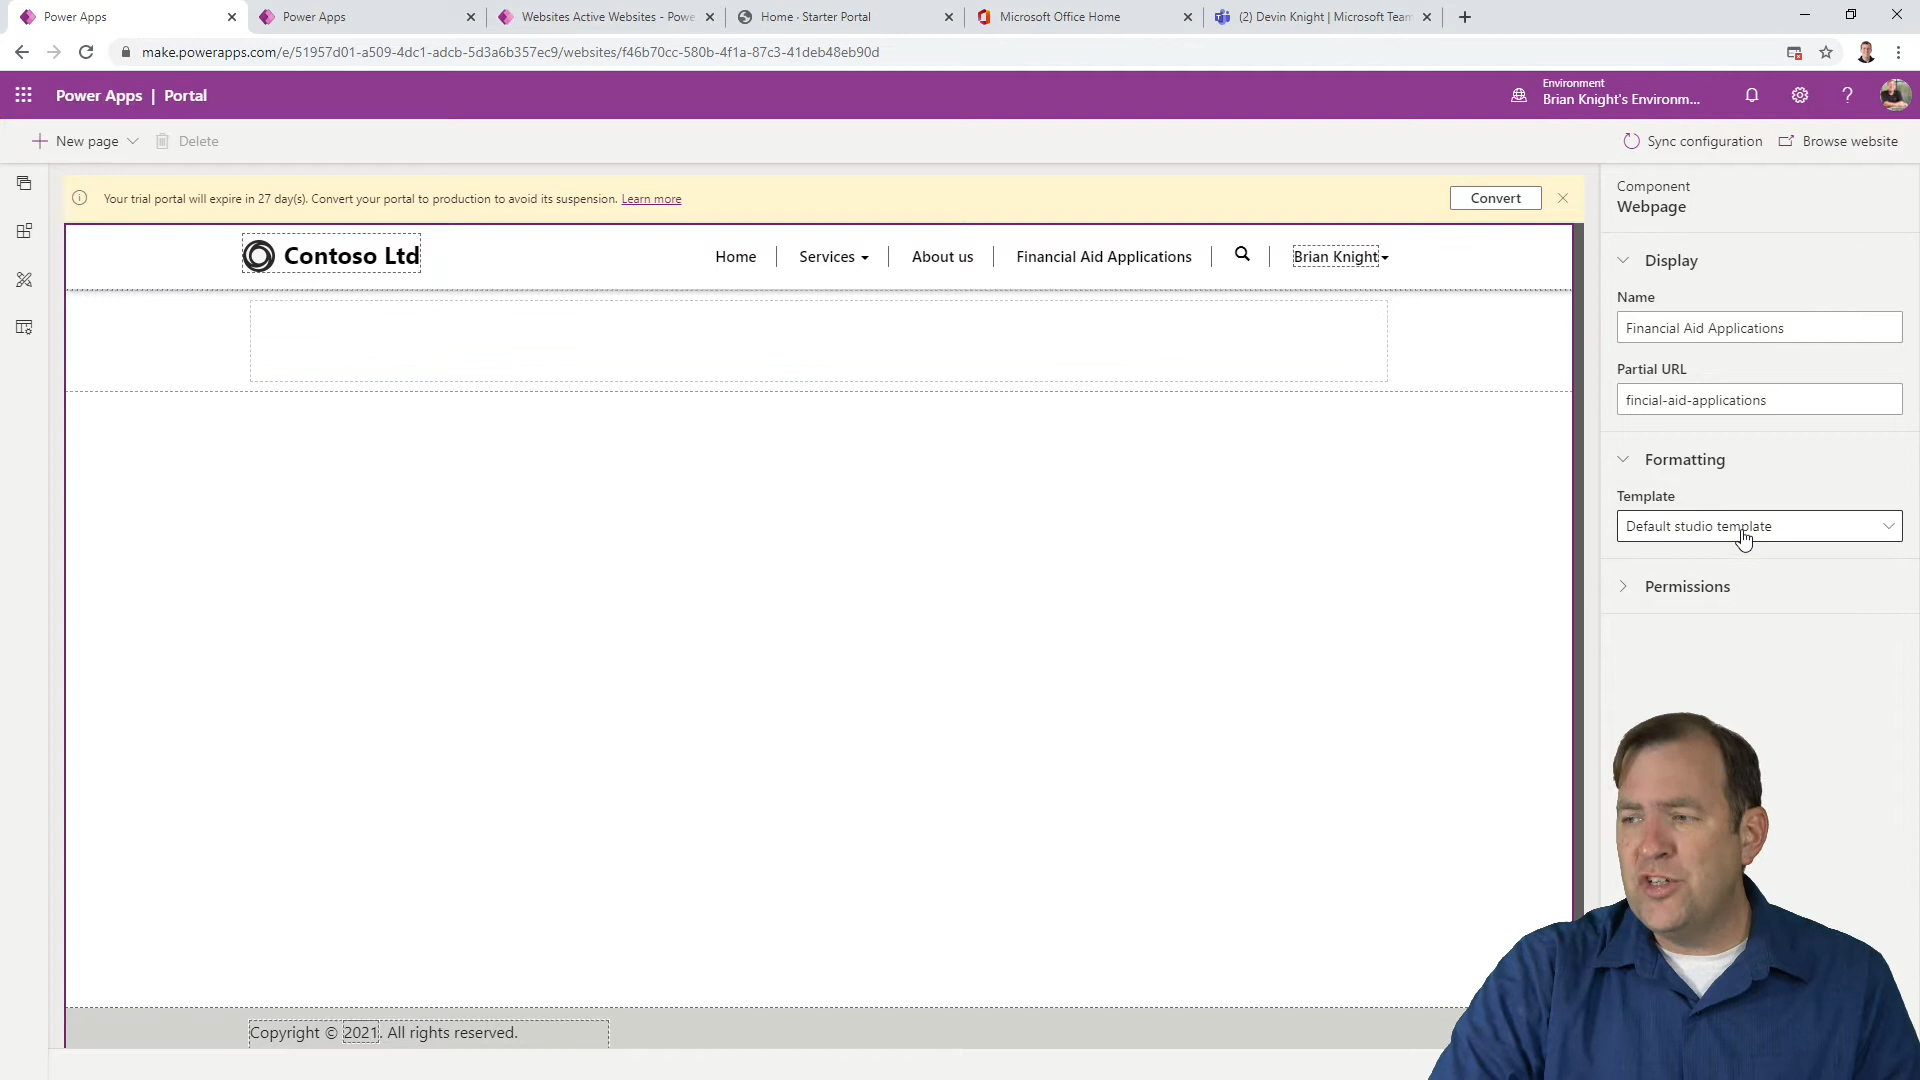 Power Apps
Power Apps
Websites Active Websites - Powe
Home · Starter Portal
Microsoft Office Home
(2) Devin Knight | Microsoft Team
make.powerapps.com/e/51957d01-a509-4dc1-adcb-5d3a6b357ec9/websites/f46b70cc-580b-4f1a-87c3-41deb48eb90d
Power Apps | Portal
Environment
Brian Knight's Environm...
New page
Delete
Sync configuration
Browse website
Your trial portal will expire in 27 day(s). Convert your portal to production to avoid its suspension. Learn more
Convert
Component
Webpage
Contoso Ltd
Home
Services
About us
Financial Aid Applications
Brian Knight
Display
Name
Financial Aid Applications
Partial URL
fincial-aid-applications
Formatting
Template
Default studio template
Permissions
Copyright © 2021. All rights reserved.